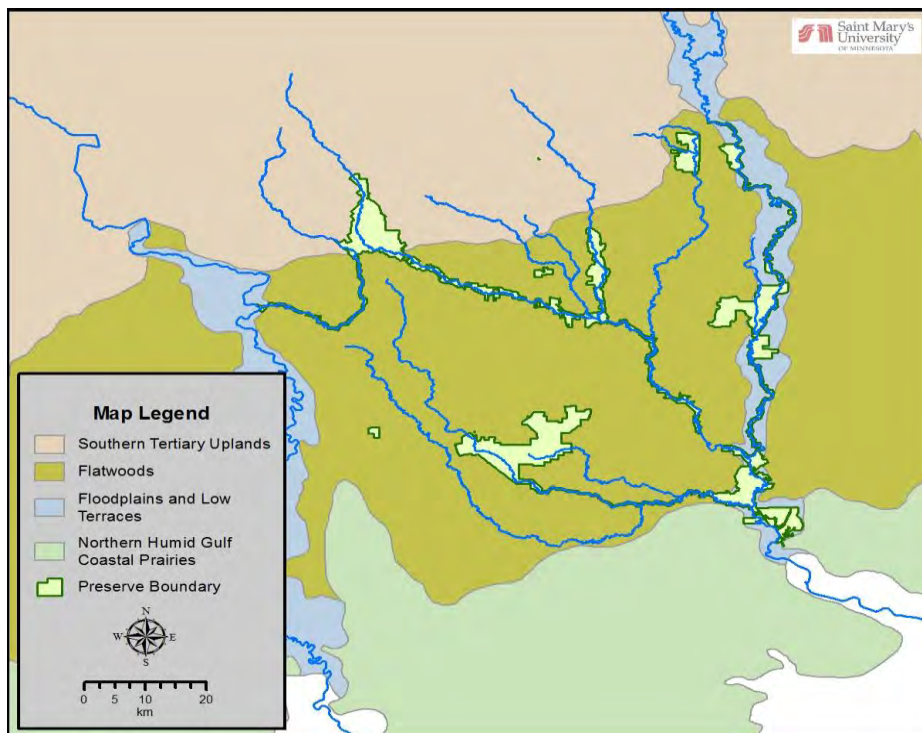 Saint Mary's
University
OF MINNESOTA
Map Legend
Southern Tertiary Uplands
Flatwoods
Floodplains and Low
Terraces
Northern Humid Gulf
Coastal Prairies
Preserve Boundary
N
W E
S
0 5 10 20
km